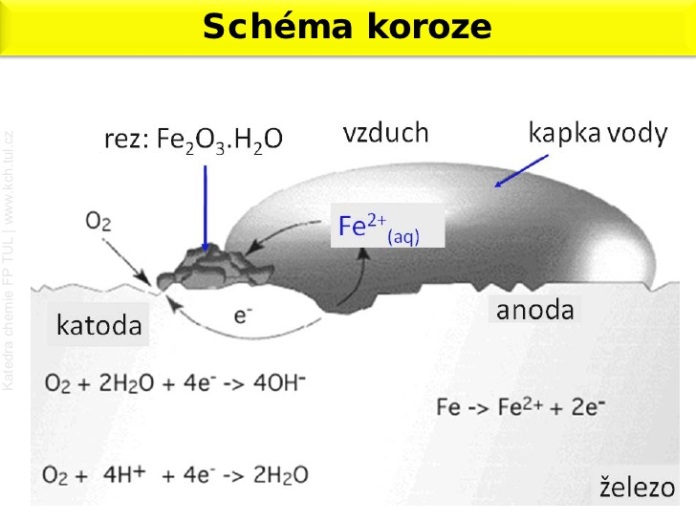 Schéma koroze
rez: Fe₂O₃.H₂O
vzduch
kapka vody
O₂
Fe²⁺(aq)
e⁻
katoda
anoda
O₂ + 2H₂O + 4e⁻ -> 4OH⁻
Fe -> Fe²⁺ + 2e⁻
O₂ + 4H⁺ + 4e⁻ -> 2H₂O
železo
Katedra chemie FP TUL | www.kch.tul.cz